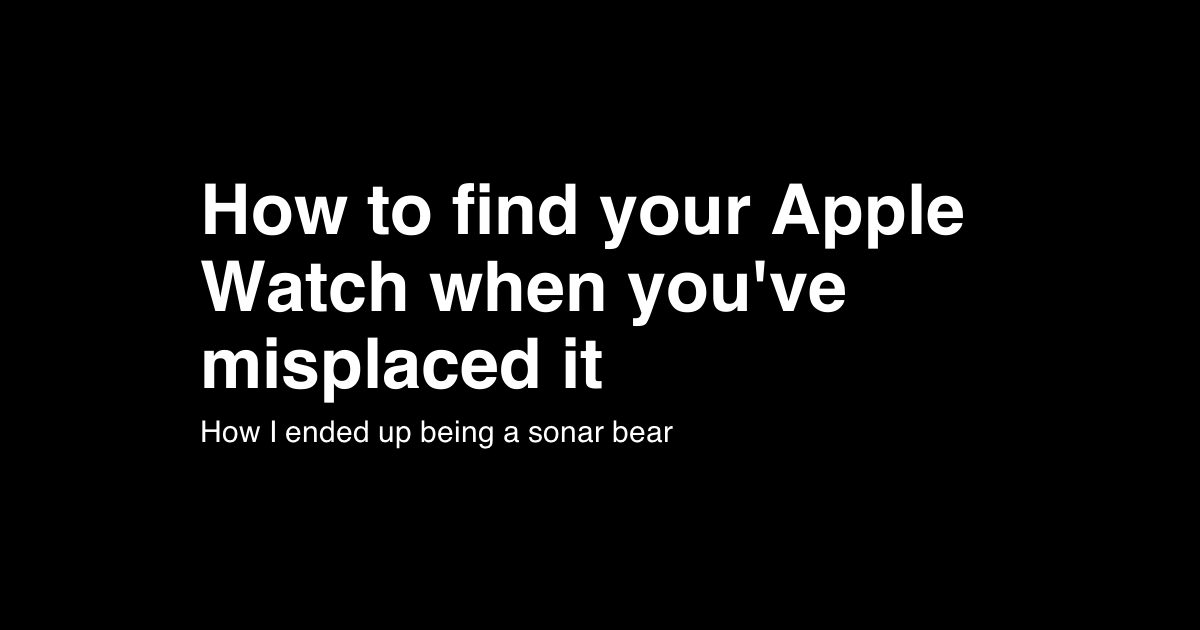 How to find your Apple
Watch when you've
misplaced it
How I ended up being a sonar bear